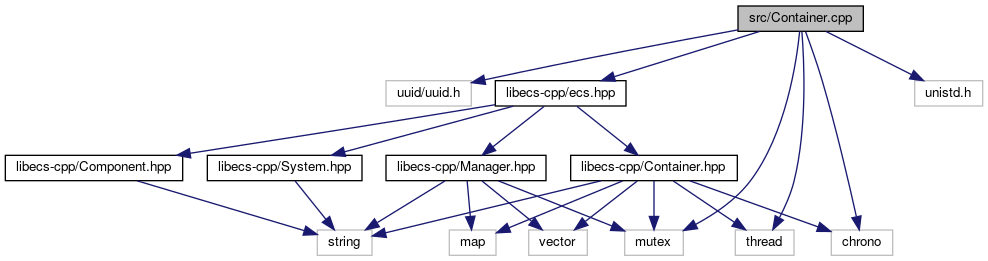 src/Container.cpp
uuid/uuid.h
libecs-cpp/ecs.hpp
unistd.h
libecs-cpp/Component.hpp
libecs-cpp/System.hpp
libecs-cpp/Manager.hpp
libecs-cpp/Container.hpp
string
map
vector
mutex
thread
chrono